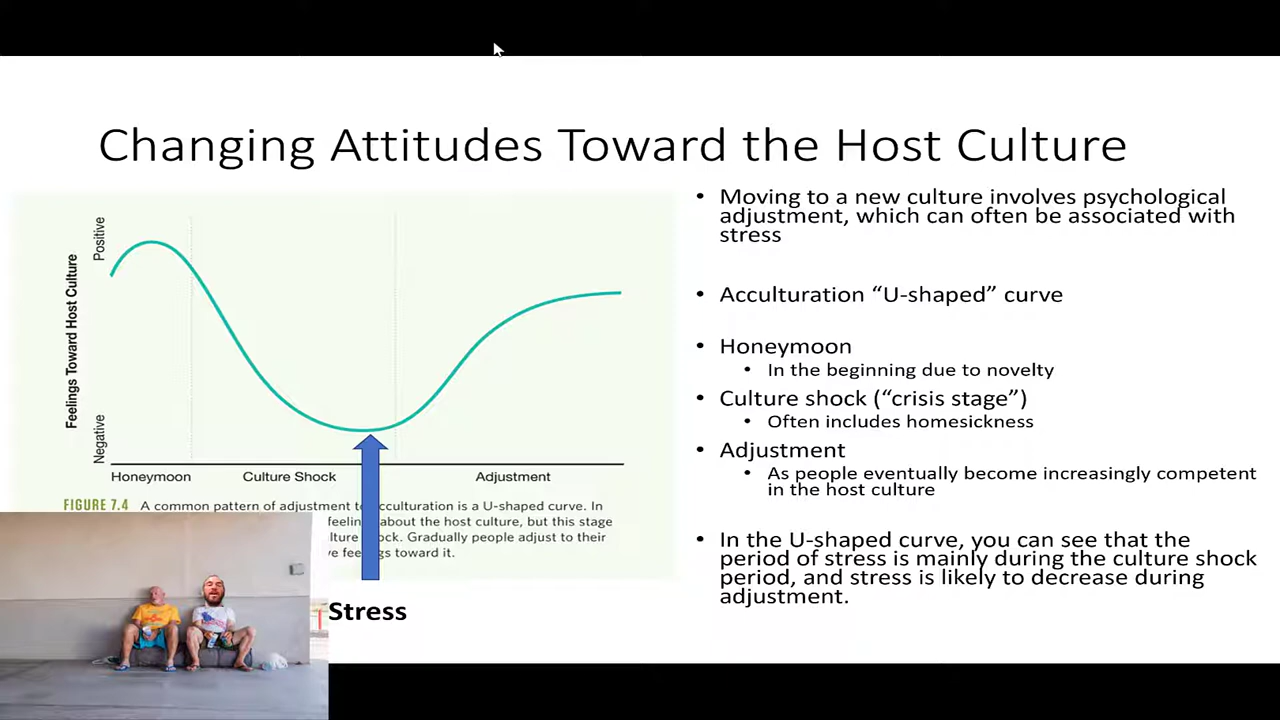 Changing Attitudes Toward the Host Culture
Positive
Feelings Toward Host Culture
Negative
Honeymoon
Culture Shock
Adjustment
FIGURE 7.4 A common pattern of adjustment to acculturation is a U-shaped curve. In
feelin about the host culture, but this stage
lture shock. Gradually people adjust to their
ve feelings toward it.
Stress
• Moving to a new culture involves psychological
adjustment, which can often be associated with
stress
• Acculturation “U-shaped” curve
• Honeymoon
• In the beginning due to novelty
• Culture shock (“crisis stage”)
• Often includes homesickness
• Adjustment
• As people eventually become increasingly competent
in the host culture
• In the U-shaped curve, you can see that the
period of stress is mainly during the culture shock
period, and stress is likely to decrease during
adjustment.